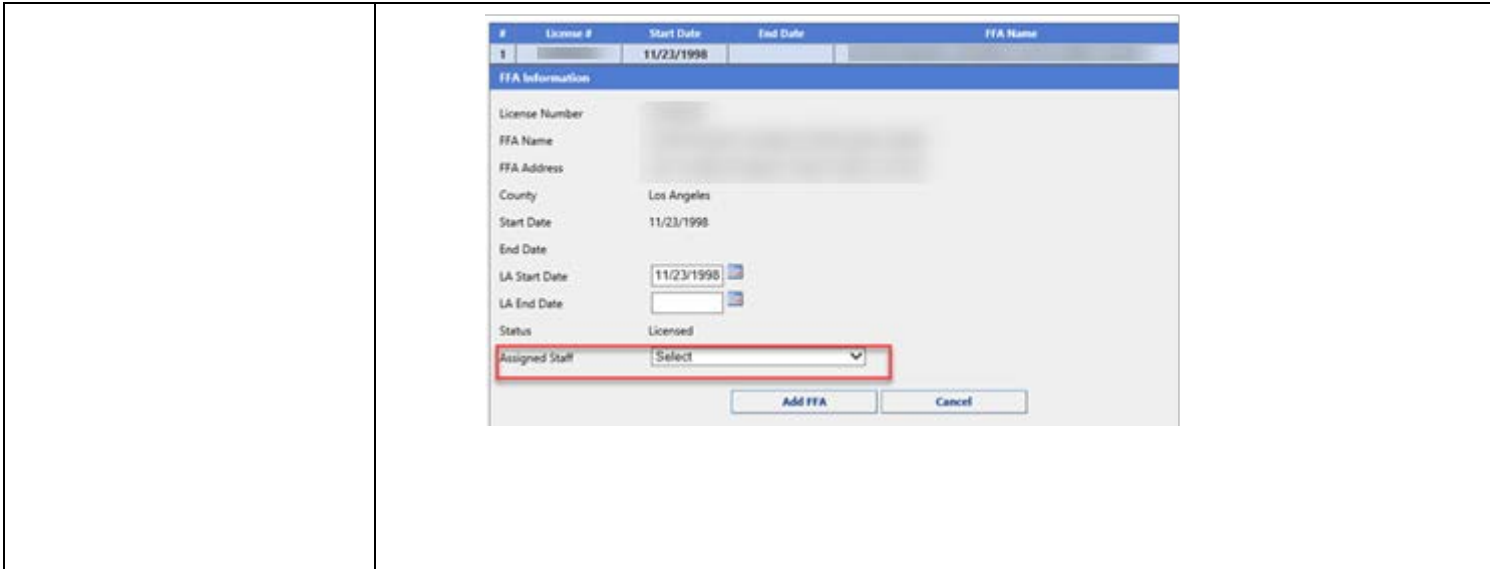 # License # Start Date End Date FFA Name
1 11/23/1998
FFA Information
License Number
FFA Name
FFA Address
County Los Angeles
Start Date 11/23/1998
End Date
LA Start Date 11/23/1998
LA End Date
Status Licensed
Assigned Staff Select
Add FFA Cancel